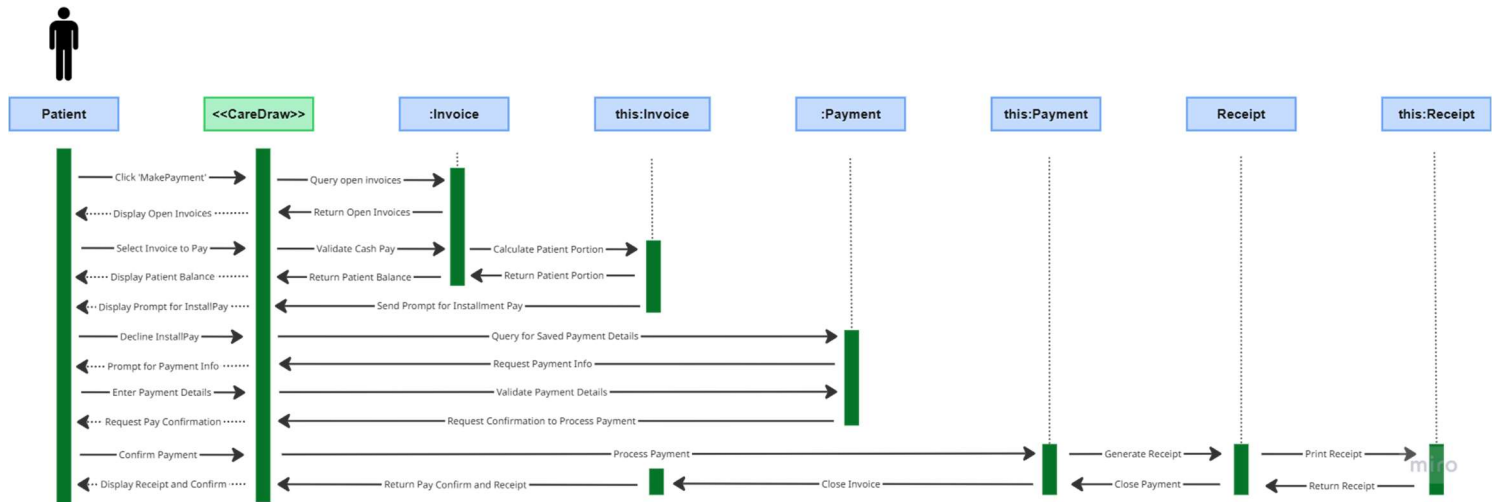 Patient
<<CareDraw>>
:Invoice
this:Invoice
:Payment
this:Payment
Receipt
this:Receipt
Click 'MakePayment'
Query open invoices
Display Open Invoices
Return Open Invoices
Select Invoice to Pay
Validate Cash Pay
Calculate Patient Portion
Display Patient Balance
Return Patient Balance
Return Patient Portion
Display Prompt for InstallPay
Send Prompt for Installment Pay
Decline InstallPay
Query for Saved Payment Details
Prompt for Payment Info
Request Payment Info
Enter Payment Details
Validate Payment Details
Request Pay Confirmation
Request Confirmation to Process Payment
Confirm Payment
Process Payment
Generate Receipt
Print Receipt
Display Receipt and Confirm
Return Pay Confirm and Receipt
Close Invoice
Close Payment
Return Receipt
miro